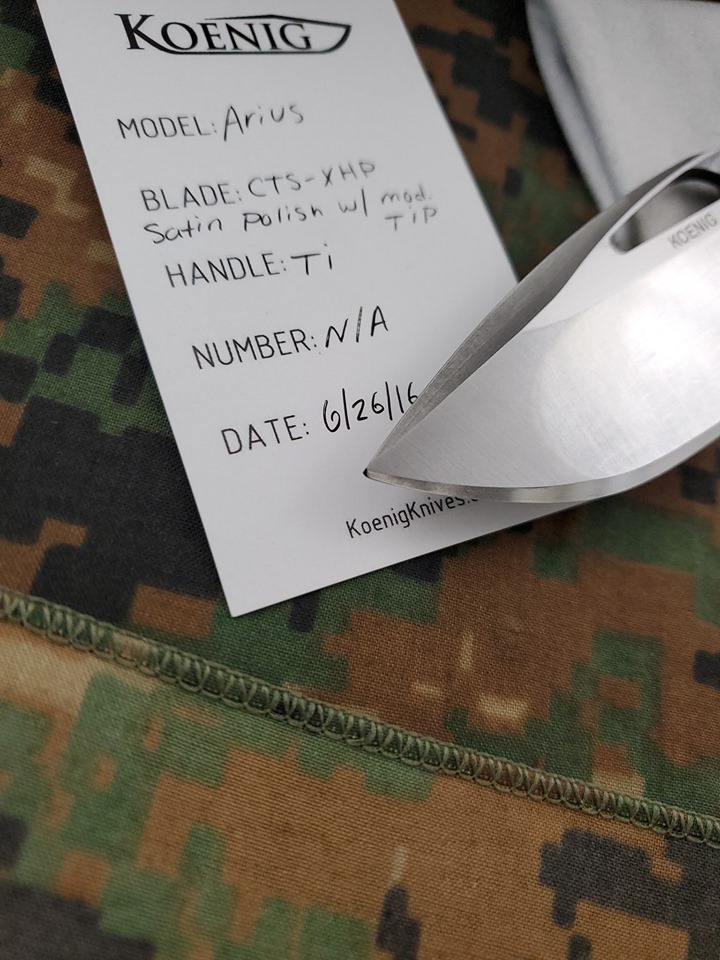 KOENIG
MODEL: Arius
BLADE: CTS-XHP
Satin polish w/ mod.
TIP
HANDLE: Ti
NUMBER: N/A
DATE: 6/26/16
KoenigKnives.
KOENIG